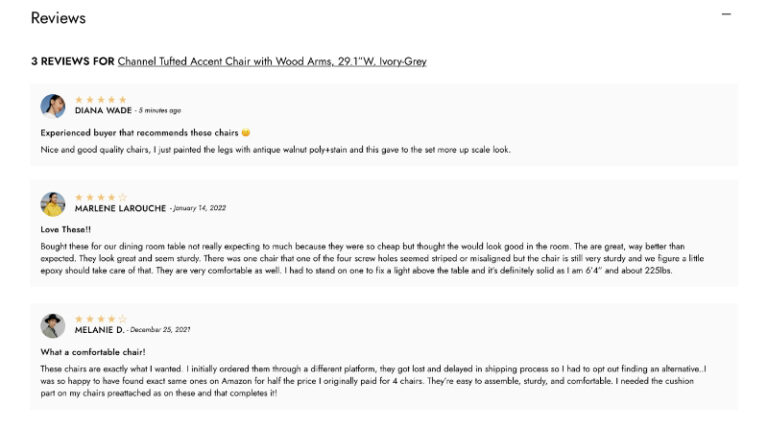 Reviews
3 REVIEWS FOR Channel Tufted Accent Chair with Wood Arms, 29.1"W, Ivory-Grey
DIANA WADE - 5 minutes ago
Experienced buyer that recommends these chairs
Nice and good quality chairs, I just painted the legs with antique walnut poly+stain and this gave to the set more up scale look.
MARLENE LAROUCHE - January 14, 2022
Love These!!
Bought these for our dining room table not really expecting to much because they were so cheap but thought the would look good in the room. The are great, way better than
expected. They look great and seem sturdy. There was one chair that one of the four screw holes seemed striped or misaligned but the chair is still very sturdy and we figure a little
epoxy should take care of that. They are very comfortable as well. I had to stand on one to fix a light above the table and it's definitely solid as I am 6'4" and about 225lbs.
MELANIE D. - December 25, 2021
What a comfortable chair!
These chairs are exactly what I wanted. I initially ordered them through a different platform, they got lost and delayed in shipping process so I had to opt out finding an alternative..I
was so happy to have found exact same ones on Amazon for half the price I originally paid for 4 chairs. They're easy to assemble, sturdy, and comfortable. I needed the cushion
part on my chairs preattached as on these and that completes it!